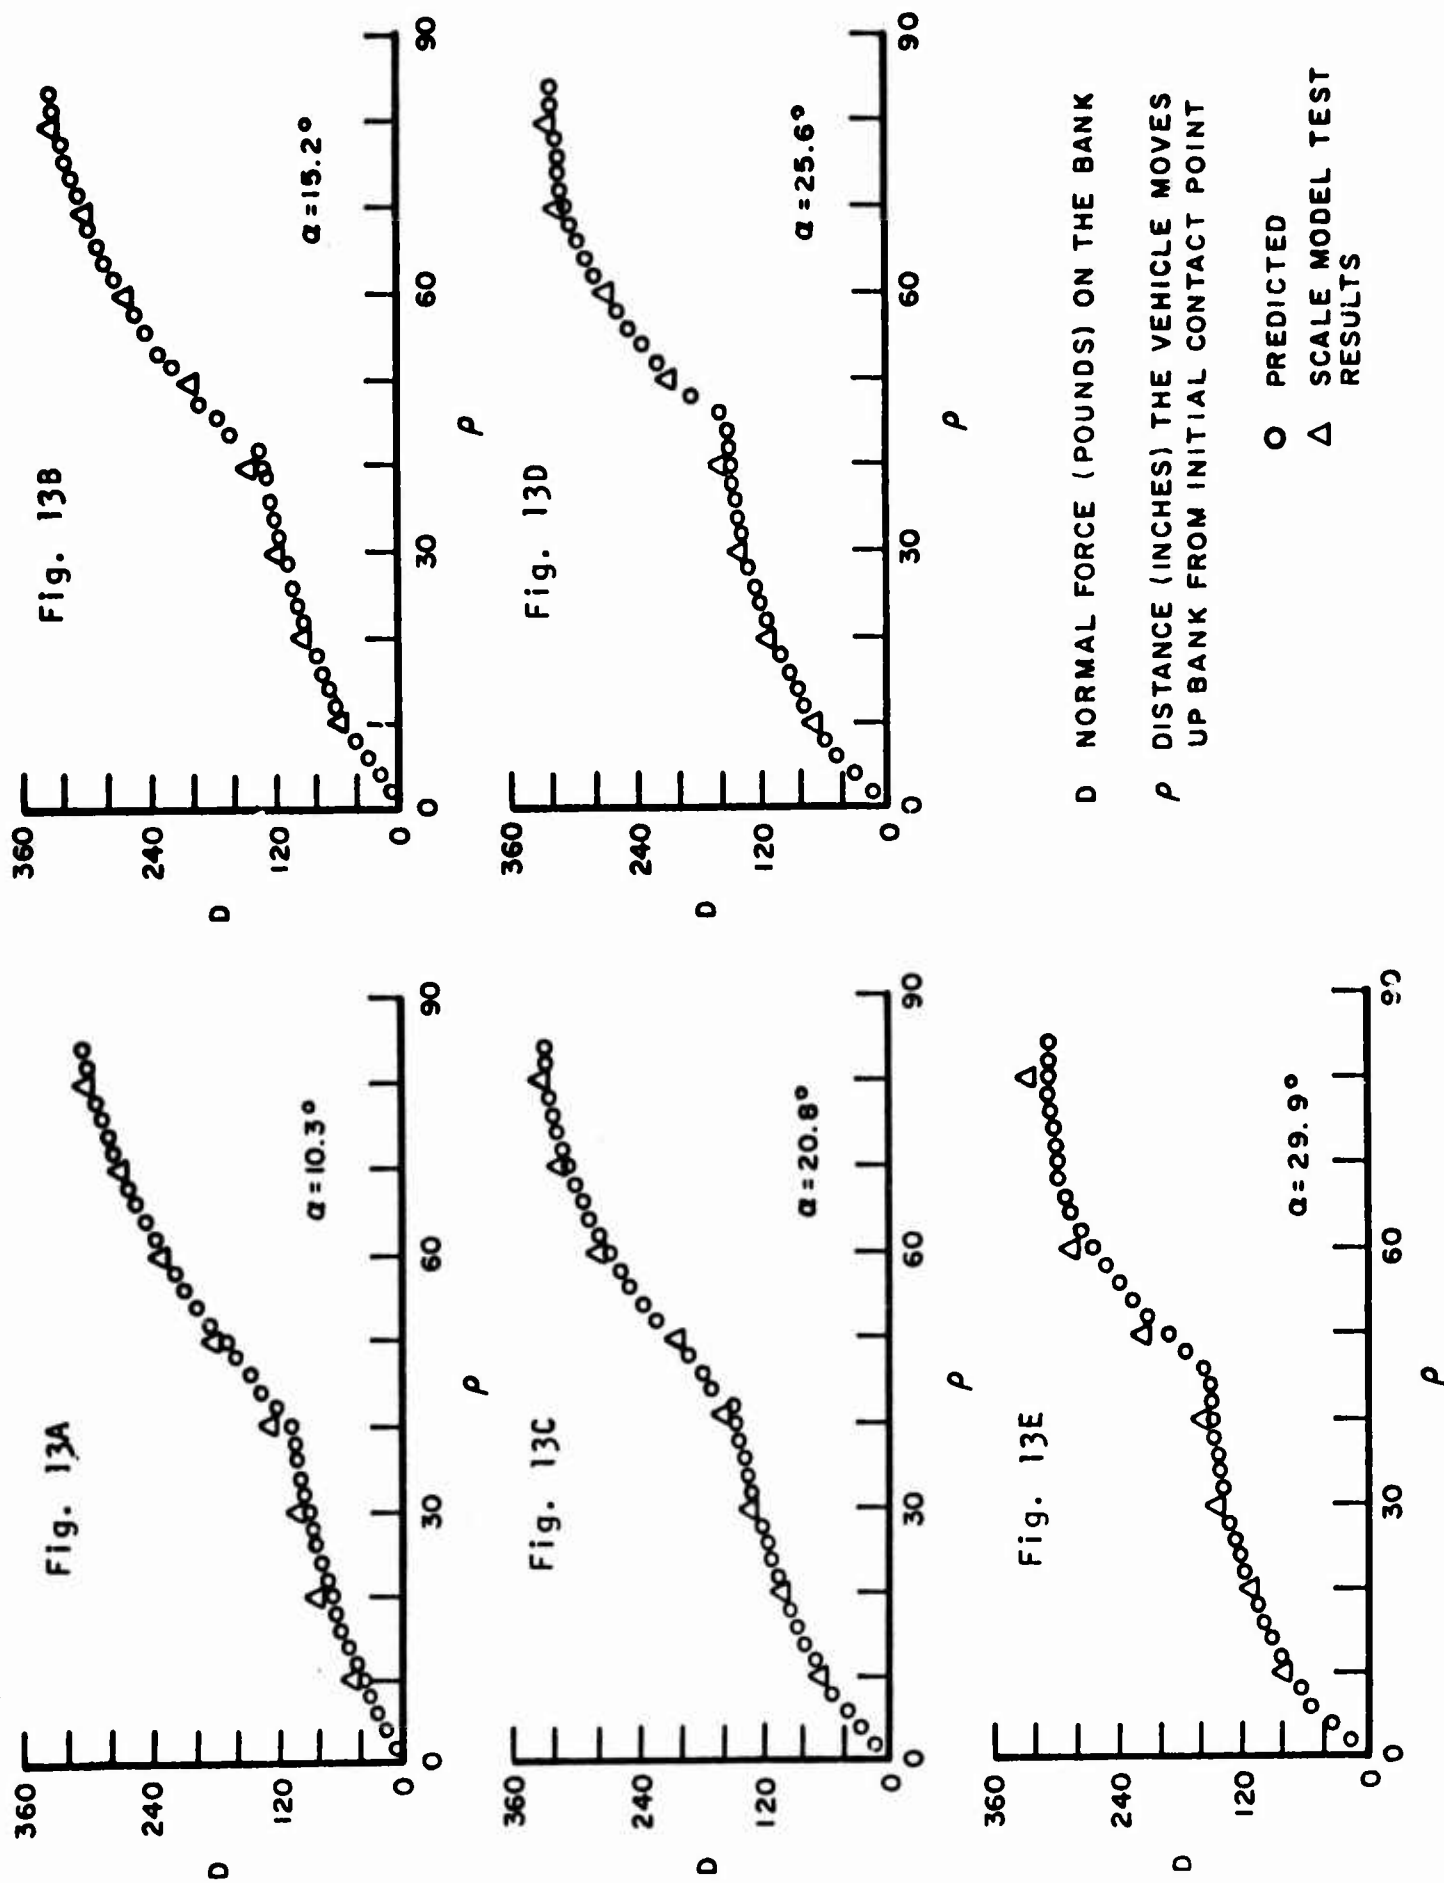 Fig. 13A
360
240
120
0
D
0
30
60
90
ρ
α=10.3°
Fig. 13B
360
240
120
0
D
0
30
60
90
ρ
α=15.2°
Fig. 13C
360
240
120
0
D
0
30
60
90
ρ
α=20.8°
Fig. 13D
360
240
120
0
D
0
30
60
90
ρ
α=25.6°
Fig. 13E
360
240
120
0
D
0
30
60
90
ρ
α=29.9°
D NORMAL FORCE (POUNDS) ON THE BANK
ρ DISTANCE (INCHES) THE VEHICLE MOVES
UP BANK FROM INITIAL CONTACT POINT
PREDICTED
SCALE MODEL TEST
RESULTS